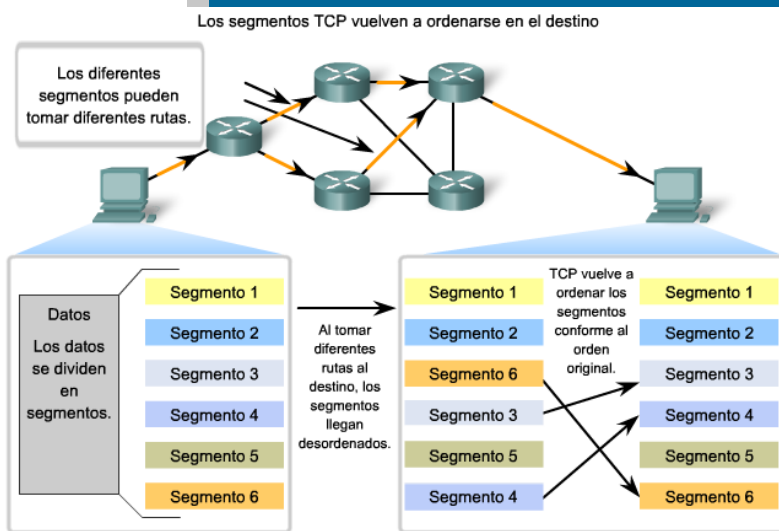 Los segmentos TCP vuelven a ordenarse en el destino
Los diferentes
segmentos pueden
tomar diferentes rutas.
Datos
Los datos
se dividen
en
segmentos.
Segmento 1
Segmento 2
Segmento 3
Segmento 4
Segmento 5
Segmento 6
Al tomar
diferentes
rutas al
destino, los
segmentos
llegan
desordenados.
Segmento 1
Segmento 2
Segmento 6
Segmento 3
Segmento 5
Segmento 4
TCP vuelve a
ordenar los
segmentos
conforme al
orden
original.
Segmento 1
Segmento 2
Segmento 3
Segmento 4
Segmento 5
Segmento 6